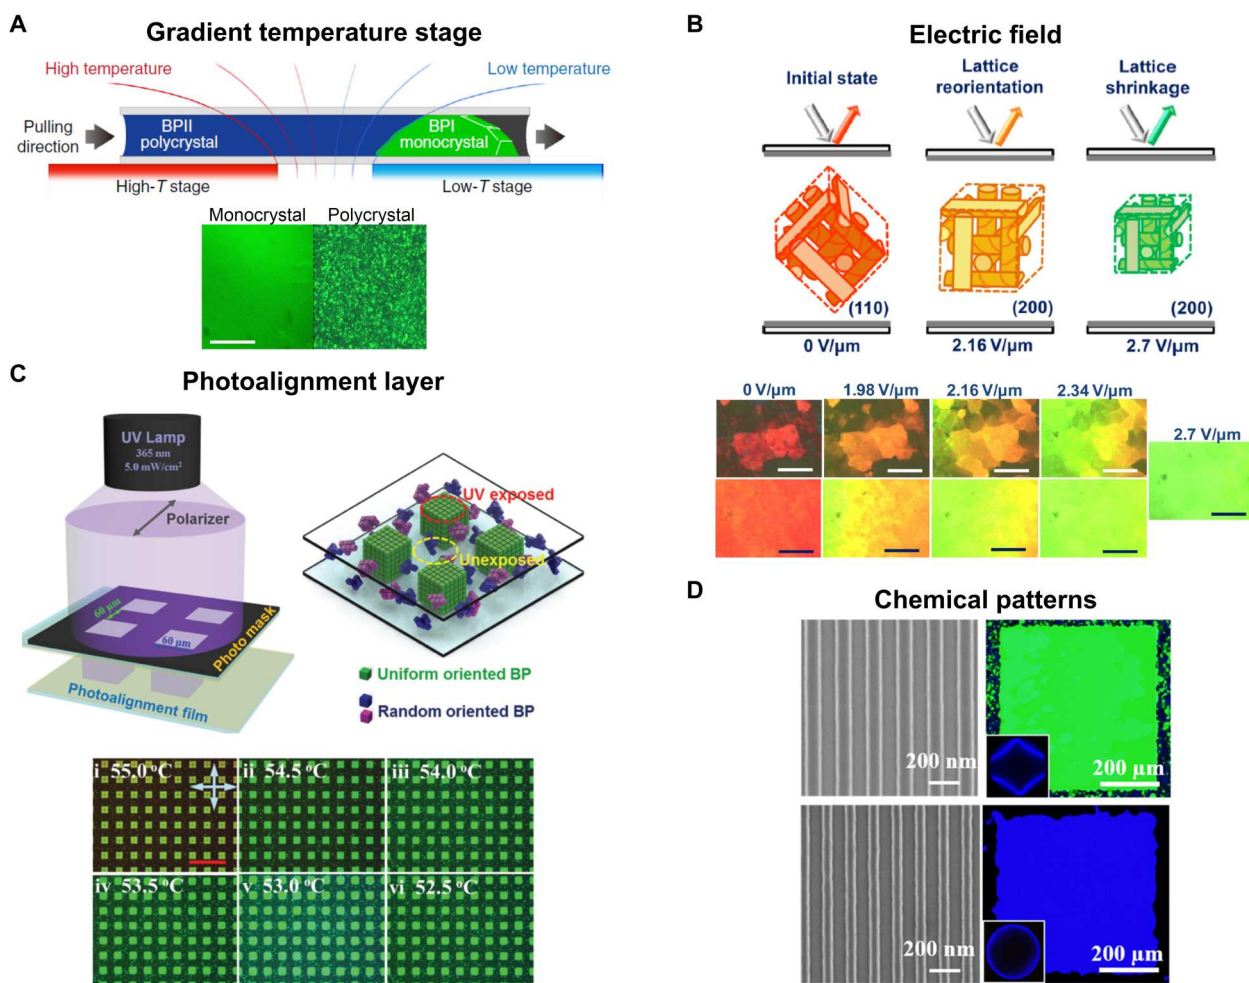 A
Gradient temperature stage
High temperature
Low temperature
Pulling
direction
BPII
polycrystal
BPI
monocrystal
High-T stage
Low-T stage
Monocrystal
Polycrystal
B
Electric field
Initial state
Lattice
reorientation
Lattice
shrinkage
(110)
(200)
(200)
0 V/μm
2.16 V/μm
2.7 V/μm
0 V/μm
1.98 V/μm
2.16 V/μm
2.34 V/μm
2.7 V/μm
C
Photoalignment layer
UV Lamp
365 nm
5.0 mW/cm²
Polarizer
60 μm
60 μm
Photo mask
Photoalignment film
UV exposed
Unexposed
Uniform oriented BP
Random oriented BP
i 55.0 °C
ii 54.5 °C
iii 54.0 °C
iv 53.5 °C
v 53.0 °C
vi 52.5 °C
D
Chemical patterns
200 nm
200 μm
200 nm
200 μm